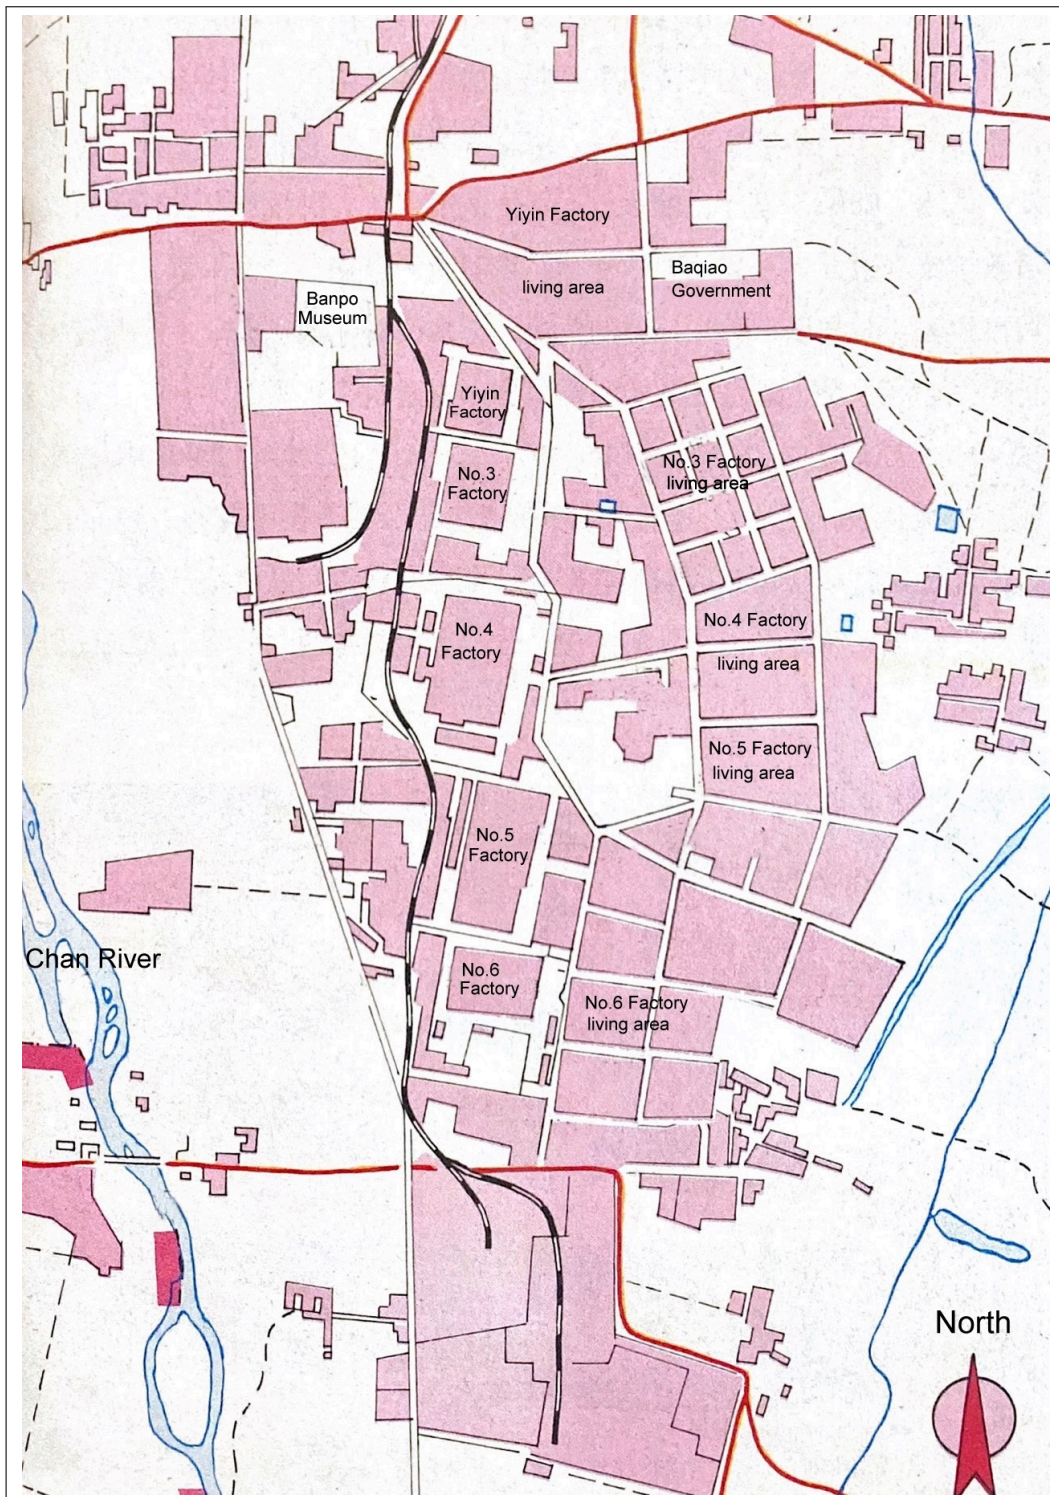 Yiyin Factory
living area
Baqiao
Government
Banpo
Museum
Yiyin
Factory
No.3
Factory
No.3 Factory
living area
No.4
Factory
No.4 Factory
living area
No.5 Factory
living area
No.5
Factory
Chan River
No.6
Factory
No.6 Factory
living area
North